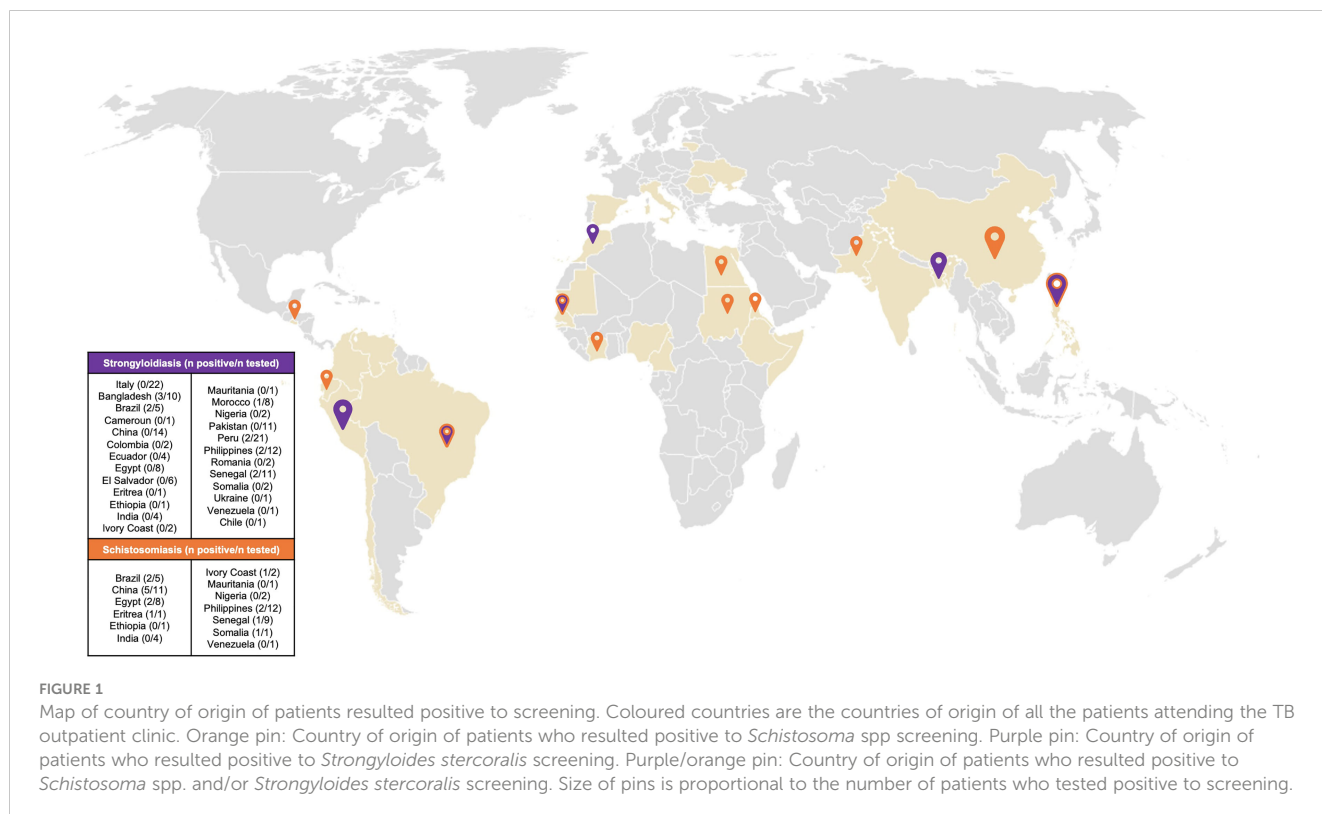 Strongyloidiasis (n positive/n tested)
Italy (0/22)
Bangladesh (3/10)
Brazil (2/5)
Cameroun (0/1)
China (0/14)
Colombia (0/2)
Ecuador (0/4)
Egypt (0/8)
El Salvador (0/6)
Eritrea (0/1)
Ethiopia (0/1)
India (0/4)
Ivory Coast (0/2)
Mauritania (0/1)
Morocco (1/8)
Nigeria (0/2)
Pakistan (0/11)
Peru (2/21)
Philippines (2/12)
Romania (0/2)
Senegal (2/11)
Somalia (0/2)
Ukraine (0/1)
Venezuela (0/1)
Chile (0/1)
Schistosomiasis (n positive/n tested)
Brazil (2/5)
China (5/11)
Egypt (2/8)
Eritrea (1/1)
Ethiopia (0/1)
India (0/4)
Ivory Coast (1/2)
Mauritania (0/1)
Nigeria (0/2)
Philippines (2/12)
Senegal (1/9)
Somalia (1/1)
Venezuela (0/1)
FIGURE 1
Map of country of origin of patients resulted positive to screening. Coloured countries are the countries of origin of all the patients attending the TB
outpatient clinic. Orange pin: Country of origin of patients who resulted positive to Schistosoma spp screening. Purple pin: Country of origin of
patients who resulted positive to Strongyloides stercoralis screening. Purple/orange pin: Country of origin of patients who resulted positive to
Schistosoma spp. and/or Strongyloides stercoralis screening. Size of pins is proportional to the number of patients who tested positive to screening.